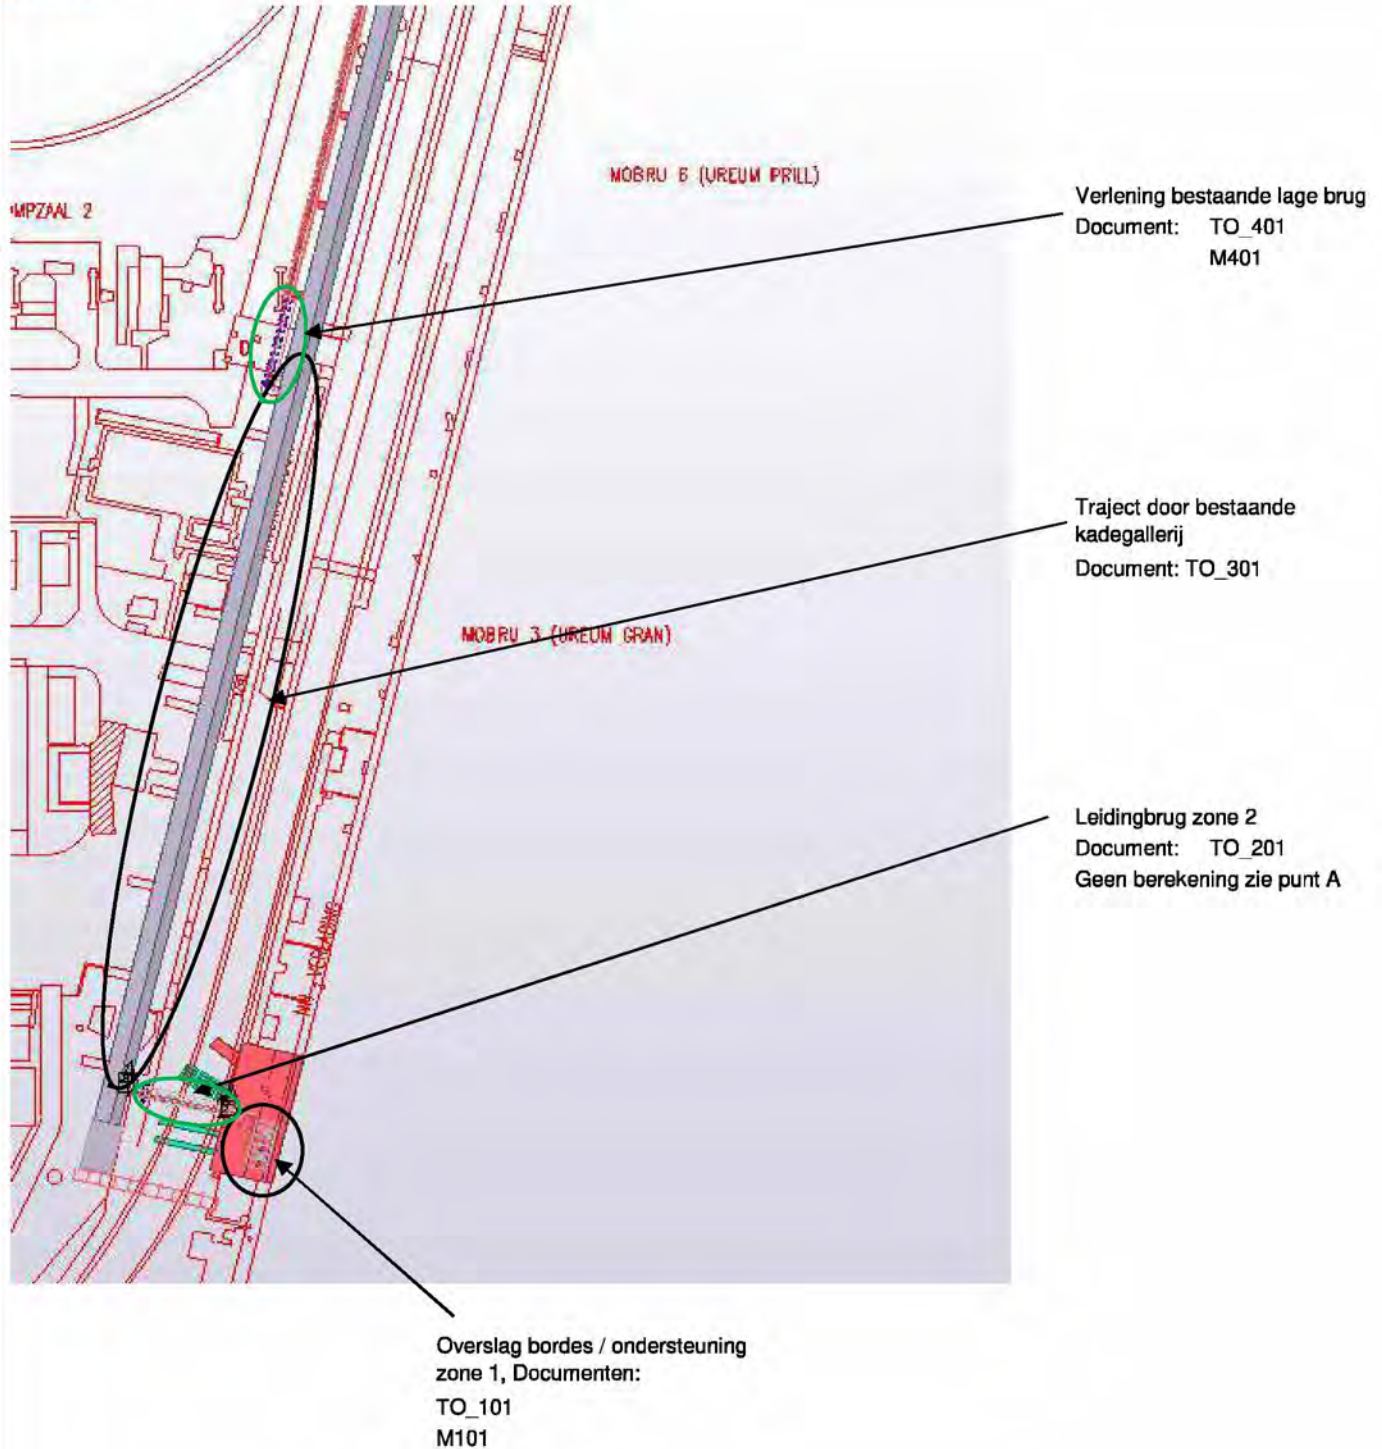 MOBRU 6 (UREUM PRILL)
MPZAAL 2
Verlening bestaande lage brug
Document: TO_401
M401
D
Traject door bestaande
kadegallerij
Document: TO_301
MOBRU 3 (UREUM GRAN)
Leidingbrug zone 2
Document: TO_201
Geen berekening zie punt A
VERLADING
Overslag bordes / ondersteuning
zone 1, Documenten:
TO_101
M101